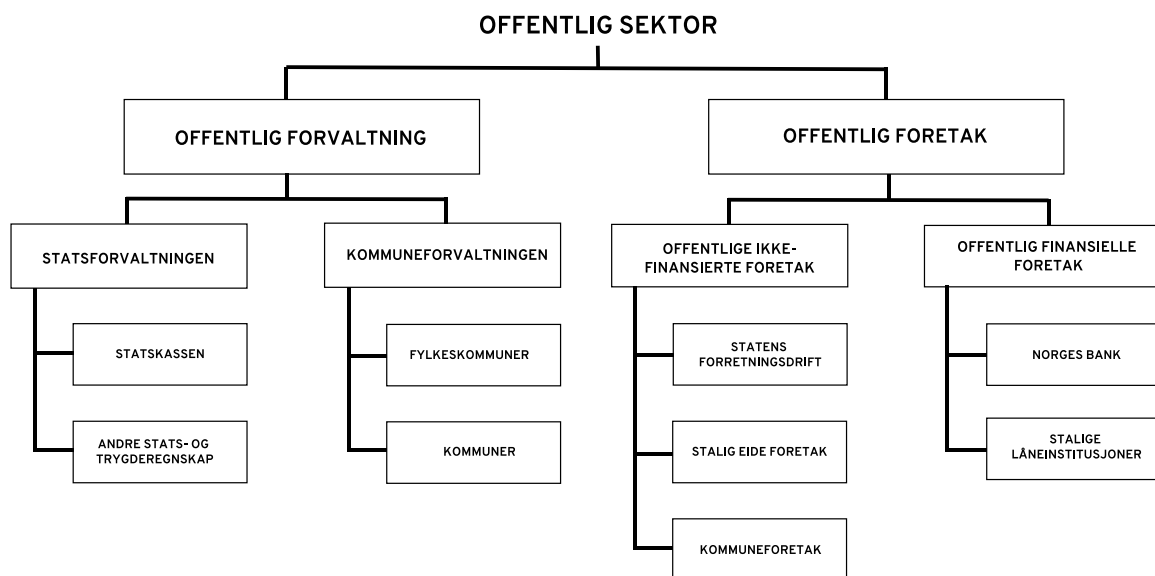 OFFENTLIG SEKTOR
OFFENTLIG FORVALTNING
OFFENTLIG FORETAK
STATSFORVALTNINGEN
KOMMUNEFORVALTNINGEN
OFFENTLIGE IKKE-
FINANSIERTE FORETAK
OFFENTLIG FINANSIELLE
FORETAK
STATSKASSEN
FYLKESKOMMUNER
STATENS
FORRETNINGSDRIFT
NORGES BANK
ANDRE STATS- OG
TRYGDEREGNSKAP
KOMMUNER
STALIG EIDE FORETAK
STALIGE
LÅNEINSTITUSJONER
KOMMUNEFORETAK